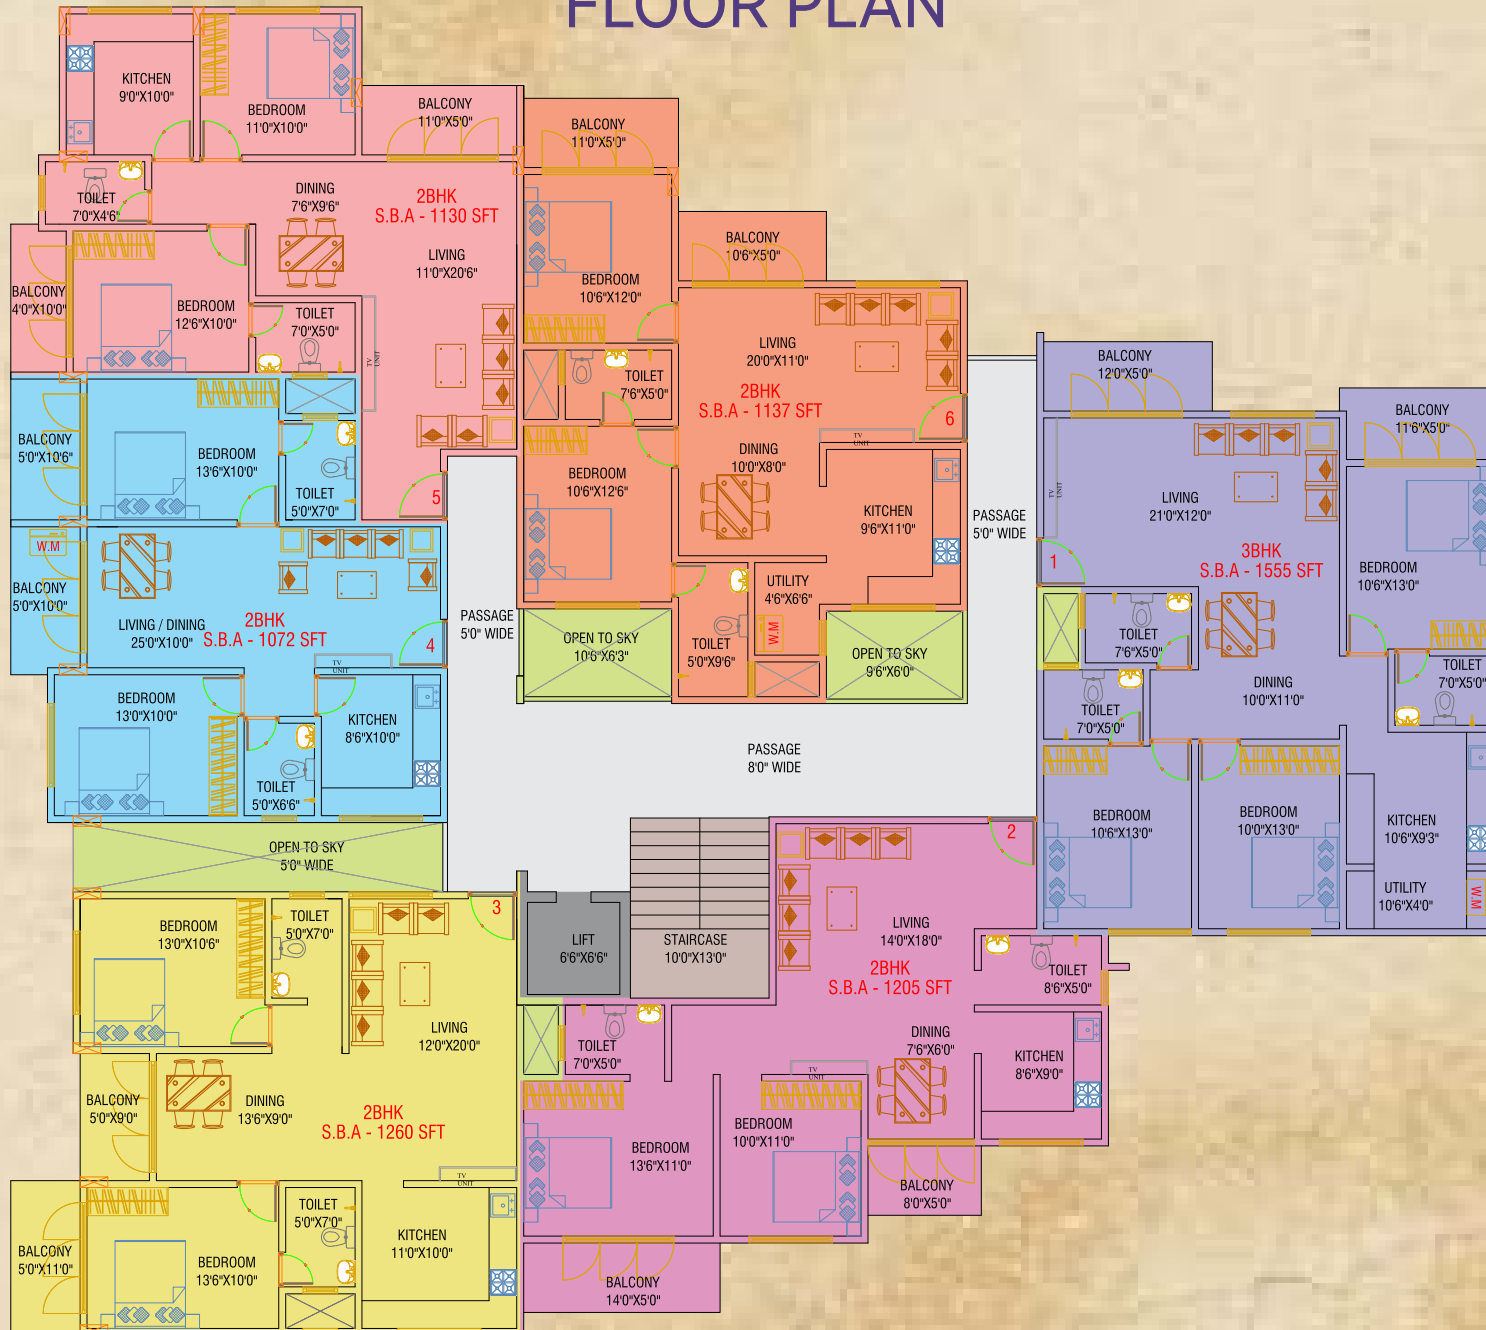 FLOOR PLAN
KITCHEN
9'0"X10'0"
BEDROOM
11'0"X10'0"
BALCONY
11'0"X5'0"
TOILET
7'0"X4'6"
DINING
7'6"X9'6"
2BHK
S.B.A - 1130 SFT
LIVING
11'0"X20'6"
BALCONY
4'0"X10'0"
BEDROOM
12'6"X10'0"
TOILET
7'0"X5'0"
TV
UNIT
5
BALCONY
11'0"X5'0"
BALCONY
10'6"X5'0"
BEDROOM
10'6"X12'0"
LIVING
20'0"X11'0"
TOILET
7'6"X5'0"
2BHK
S.B.A - 1137 SFT
6
TV
UNIT
DINING
10'0"X8'0"
BEDROOM
10'6"X12'6"
KITCHEN
9'6"X11'0"
UTILITY
4'6"X6'6"
W.M
TOILET
5'0"X9'6"
OPEN TO SKY
10'6"X6'3"
OPEN TO SKY
9'6"X6'0"
BALCONY
5'0"X10'6"
BEDROOM
13'6"X10'0"
TOILET
5'0"X7'0"
W.M
BALCONY
5'0"X10'0"
LIVING / DINING
25'0"X10'0"
2BHK
S.B.A - 1072 SFT
4
TV
UNIT
BEDROOM
13'0"X10'0"
KITCHEN
8'6"X10'0"
TOILET
5'0"X6'6"
PASSAGE
5'0" WIDE
PASSAGE
5'0" WIDE
PASSAGE
8'0" WIDE
BALCONY
12'0"X5'0"
BALCONY
11'6"X5'0"
TV
UNIT
LIVING
21'0"X12'0"
1
3BHK
S.B.A - 1555 SFT
BEDROOM
10'6"X13'0"
TOILET
7'6"X5'0"
TOILET
7'0"X5'0"
DINING
10'0"X11'0"
TOILET
7'0"X5'0"
BEDROOM
10'6"X13'0"
BEDROOM
10'0"X13'0"
KITCHEN
10'6"X9'3"
UTILITY
10'6"X4'0"
W.M
OPEN TO SKY
5'0" WIDE
BEDROOM
13'0"X10'6"
TOILET
5'0"X7'0"
3
LIVING
12'0"X20'0"
BALCONY
5'0"X9'0"
DINING
13'6"X9'0"
2BHK
S.B.A - 1260 SFT
TV
UNIT
BALCONY
5'0"X11'0"
BEDROOM
13'6"X10'0"
TOILET
5'0"X7'0"
KITCHEN
11'0"X10'0"
LIFT
6'6"X6'6"
STAIRCASE
10'0"X13'0"
2
LIVING
14'0"X18'0"
2BHK
S.B.A - 1205 SFT
TOILET
8'6"X5'0"
TOILET
7'0"X5'0"
DINING
7'6"X6'0"
KITCHEN
8'6"X9'0"
TV
UNIT
BEDROOM
13'6"X11'0"
BEDROOM
10'0"X11'0"
BALCONY
8'0"X5'0"
BALCONY
14'0"X5'0"